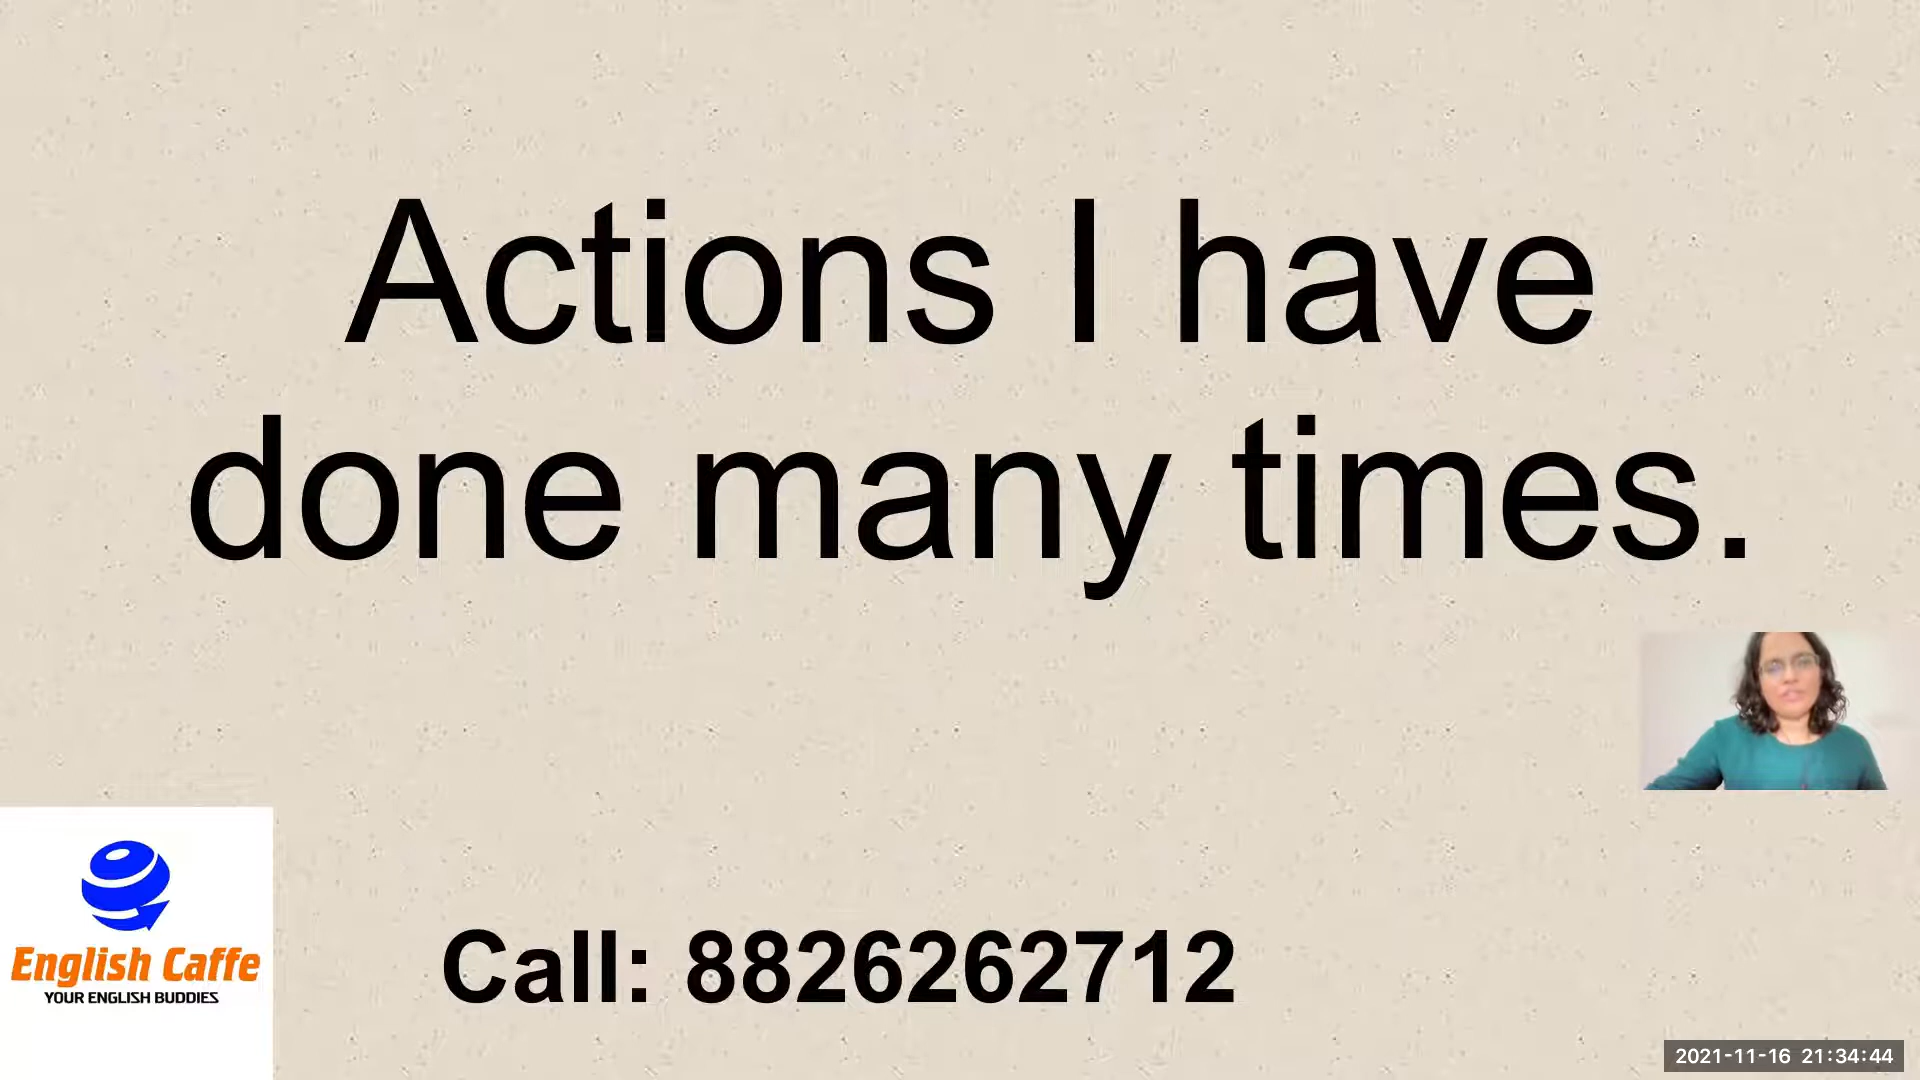 Actions I have
done many times.
English Caffe
YOUR ENGLISH BUDDIES
Call: 8826262712
2021-11-16 21:34:44